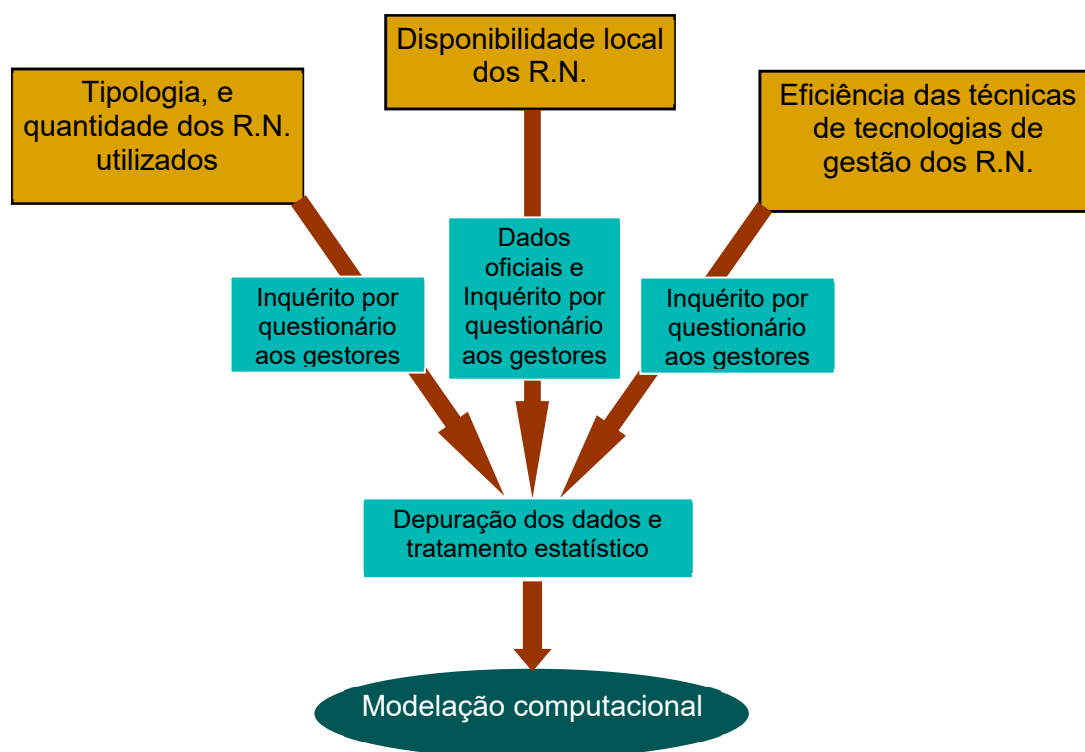 Disponibilidade local
dos R.N.
Tipologia, e
quantidade dos R.N.
utilizados
Eficiência das técnicas
de tecnologias de
gestão dos R.N.
Inquérito por
questionário
aos gestores
Dados
oficiais e
Inquérito por
questionário
aos gestores
Inquérito por
questionário
aos gestores
Depuração dos dados e
tratamento estatístico
Modelação computacional